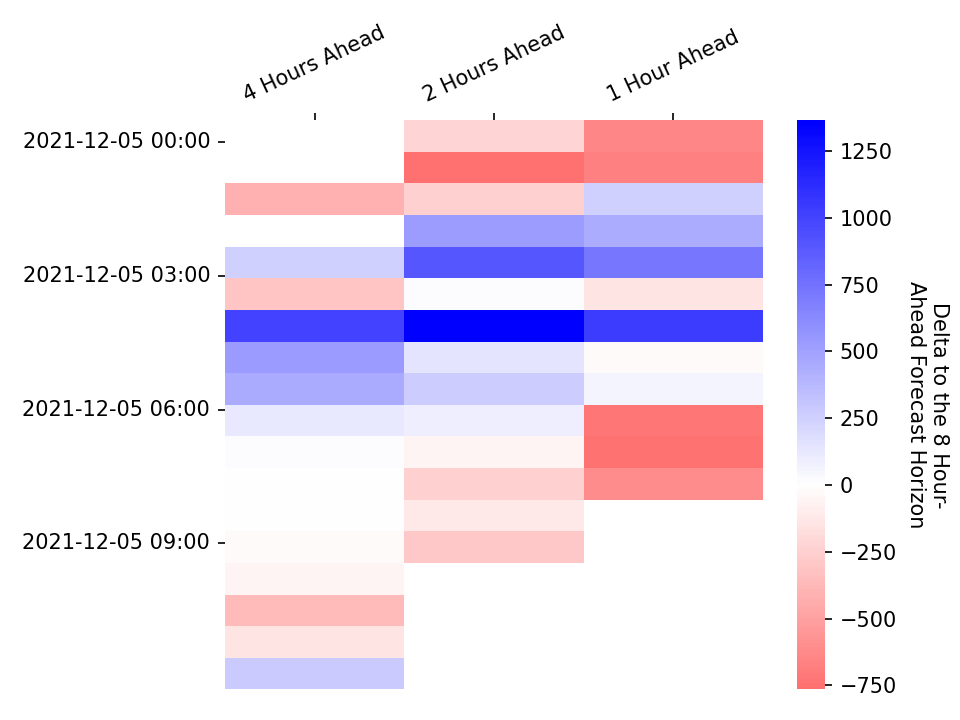 4 Hours Ahead
2 Hours Ahead
1 Hour Ahead
2021-12-05 00:00
2021-12-05 03:00
2021-12-05 06:00
2021-12-05 09:00
1250
1000
750
500
250
0
−250
−500
−750
Delta to the 8 Hour-
Ahead Forecast Horizon